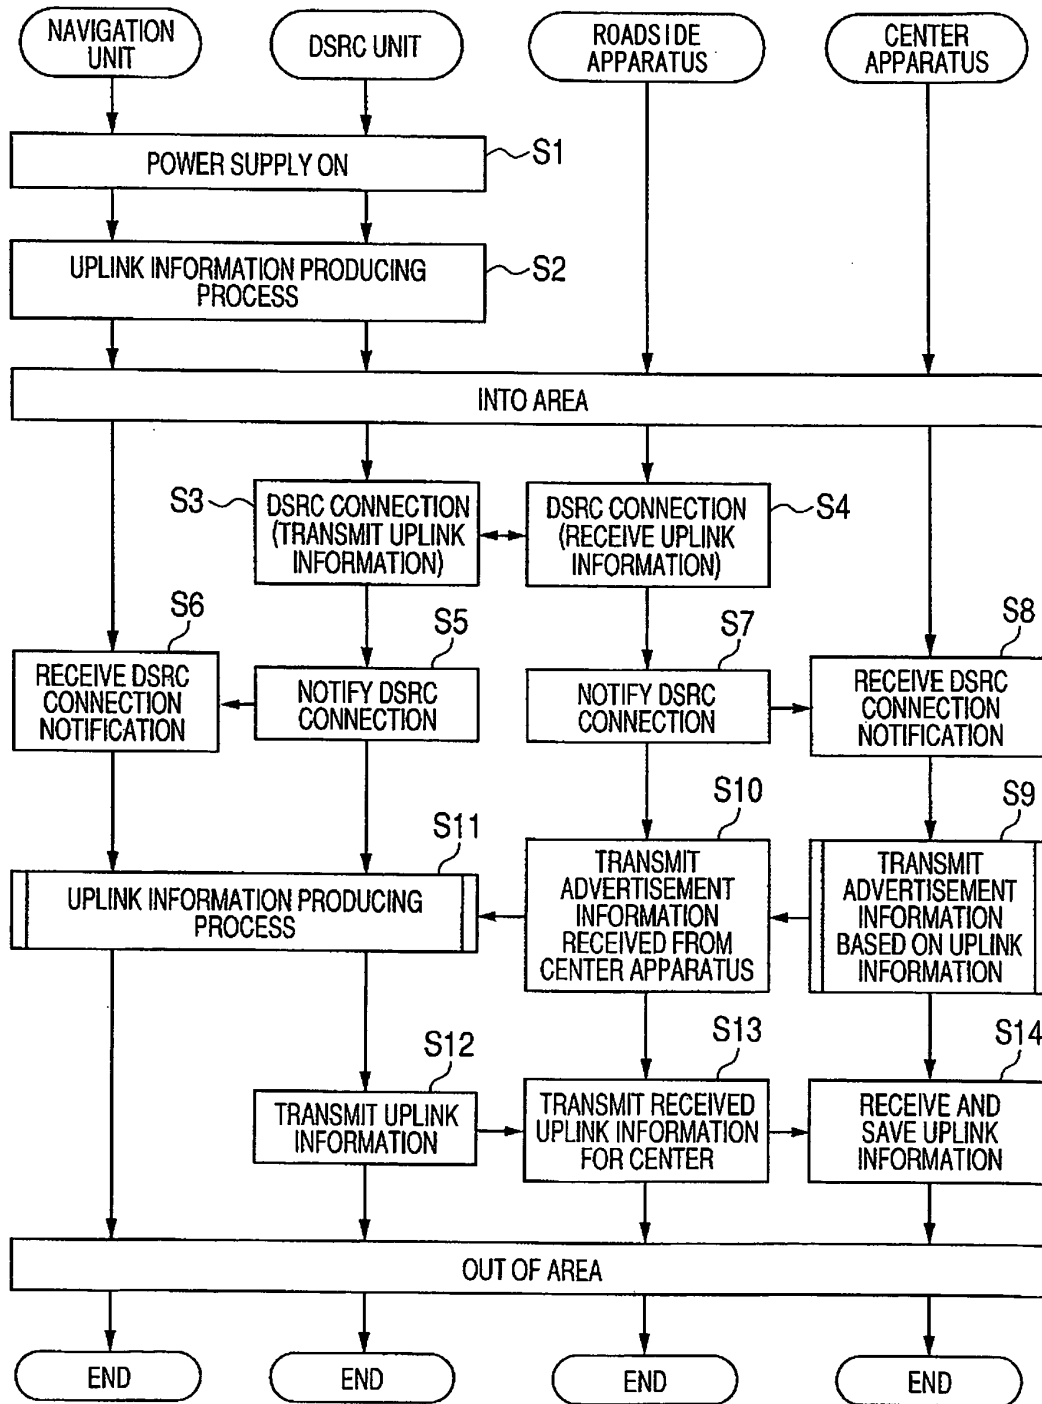 NAVIGATION
UNIT
DSRC UNIT
ROADSIDE
APPARATUS
CENTER
APPARATUS
POWER SUPPLY ON
S1
UPLINK INFORMATION PRODUCING
PROCESS
S2
INTO AREA
S3
DSRC CONNECTION
(TRANSMIT UPLINK
INFORMATION)
DSRC CONNECTION
(RECEIVE UPLINK
INFORMATION)
S4
S6
RECEIVE DSRC
CONNECTION
NOTIFICATION
S5
NOTIFY DSRC
CONNECTION
S7
NOTIFY DSRC
CONNECTION
S8
RECEIVE DSRC
CONNECTION
NOTIFICATION
S11
UPLINK INFORMATION PRODUCING
PROCESS
S10
TRANSMIT
ADVERTISEMENT
INFORMATION
RECEIVED FROM
CENTER APPARATUS
S9
TRANSMIT
ADVERTISEMENT
INFORMATION
BASED ON UPLINK
INFORMATION
S12
TRANSMIT UPLINK
INFORMATION
S13
TRANSMIT RECEIVED
UPLINK INFORMATION
FOR CENTER
S14
RECEIVE AND
SAVE UPLINK
INFORMATION
OUT OF AREA
END
END
END
END